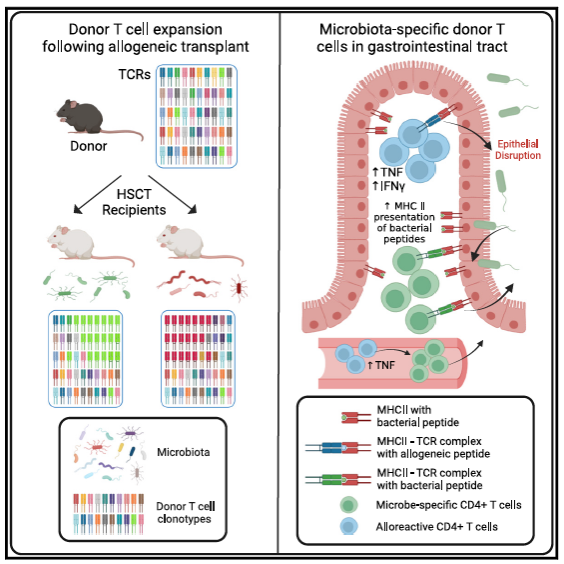 Donor T cell expansion
following allogeneic transplant
TCRs
Donor
HSCT
Recipients
Microbiota
Donor T cell
clonotypes
Microbiota-specific donor T
cells in gastrointestinal tract
Epithelial
Disruption
↑TNF
↑IFNγ
↑ MHC II
presentation
of bacterial
peptides
↑ TNF
MHCII with
bacterial peptide
MHCII - TCR complex
with allogeneic peptide
MHCII - TCR complex
with bacterial peptide
Microbe-specific CD4+ T cells
Alloreactive CD4+ T cells